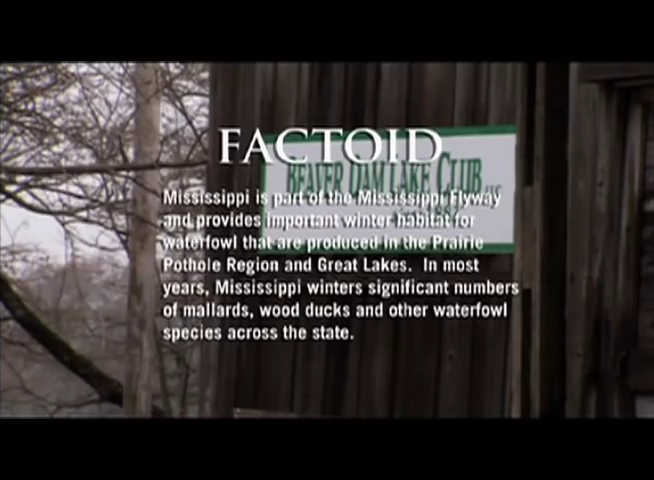 FACTOID
BEAVER DAM LAKE CLUB LLC
Mississippi is part of the Mississippi Flyway
and provides important winter habitat for
waterfowl that are produced in the Prairie
Pothole Region and Great Lakes. In most
years, Mississippi winters significant numbers
of mallards, wood ducks and other waterfowl
species across the state.